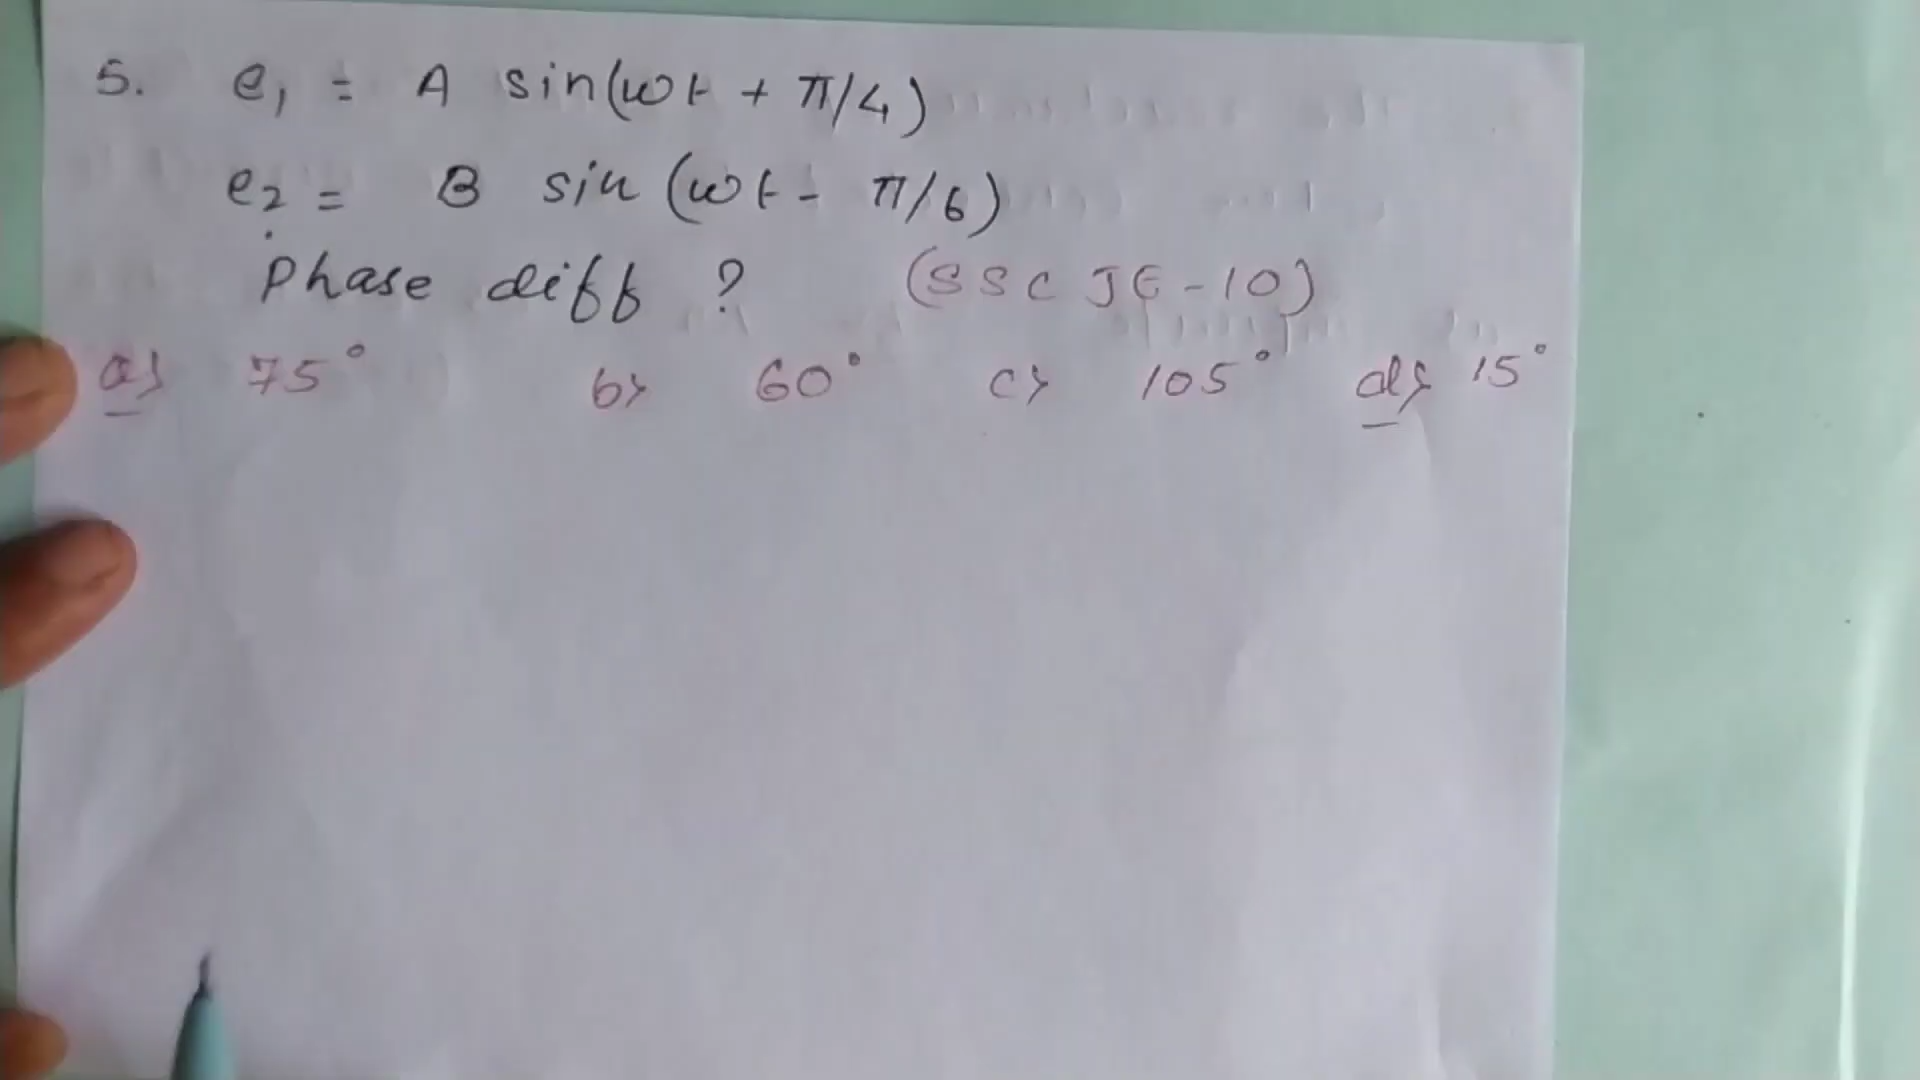 5. e₁ = A sin(ωt + π/4)
e₂ = B sin(ωt - π/6)
Phase diff ? (SSC JE-10)
a) 75° b) 60° c) 105° d) 15°